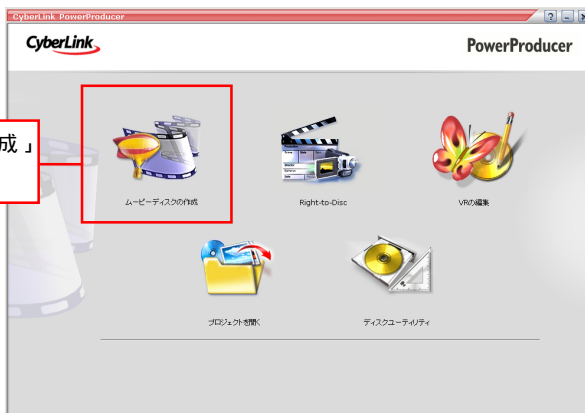 CyberLink PowerProducer
CyberLink
PowerProducer
成」
ムービーディスクの作成
Right-to-Disc
VRの編集
プロジェクトを開く
ディスクユーティリティ